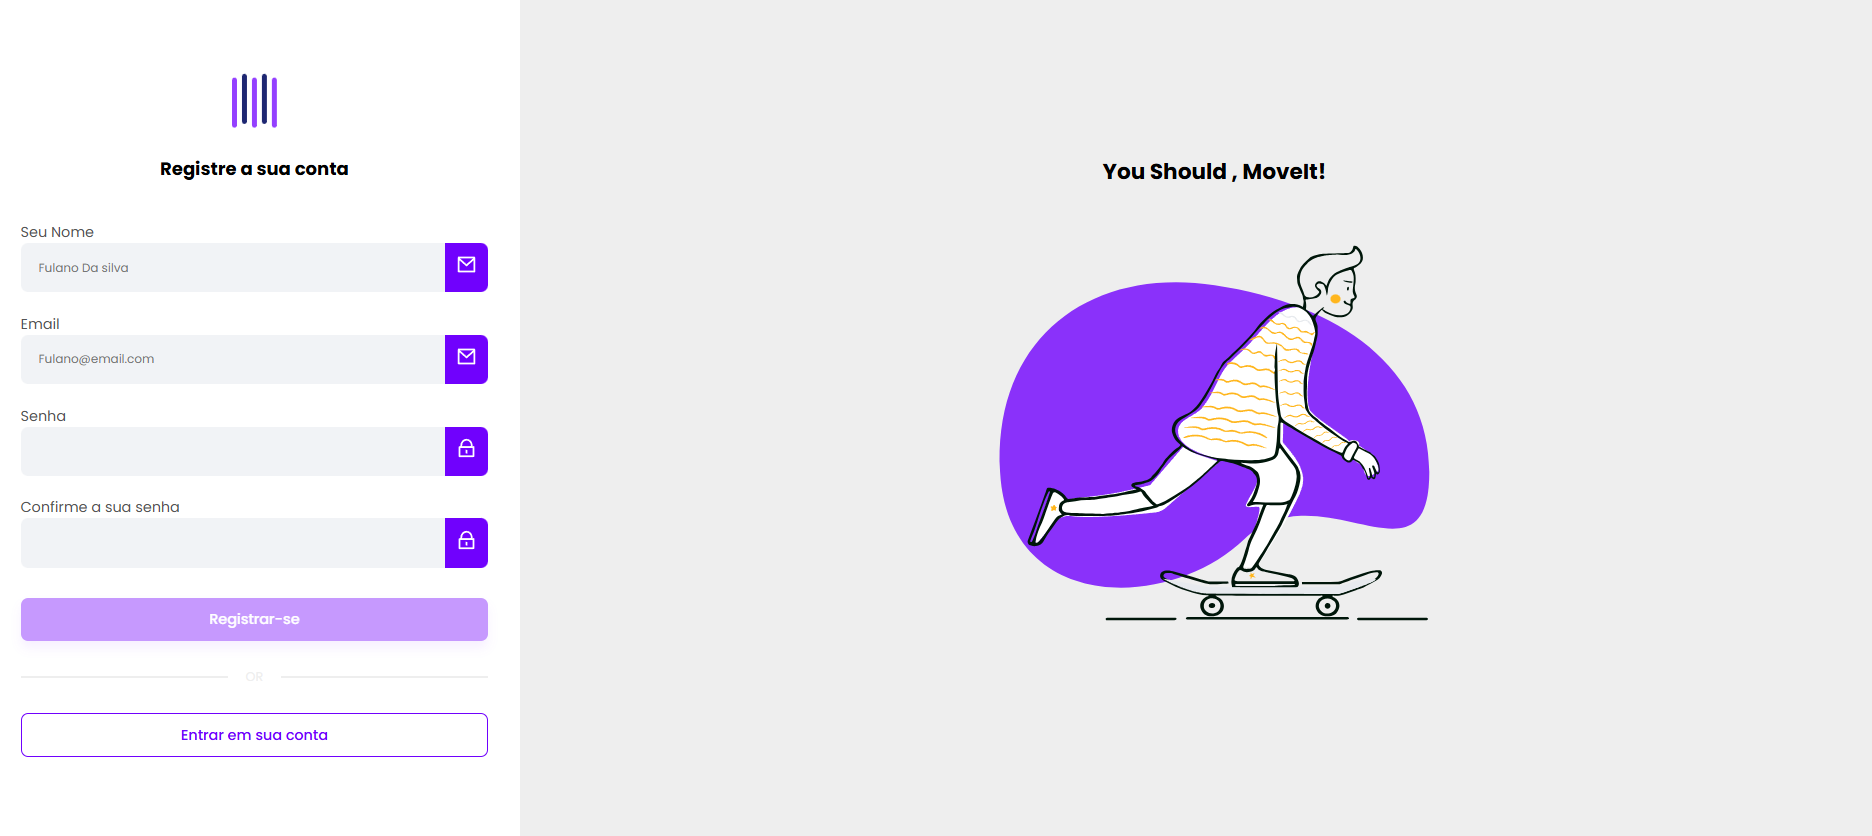 Registre a sua conta
Seu Nome
Fulano Da silva
Email
Fulano@email.com
Senha
Confirme a sua senha
Registrar-se
OR
Entrar em sua conta
You Should , MoveIt!